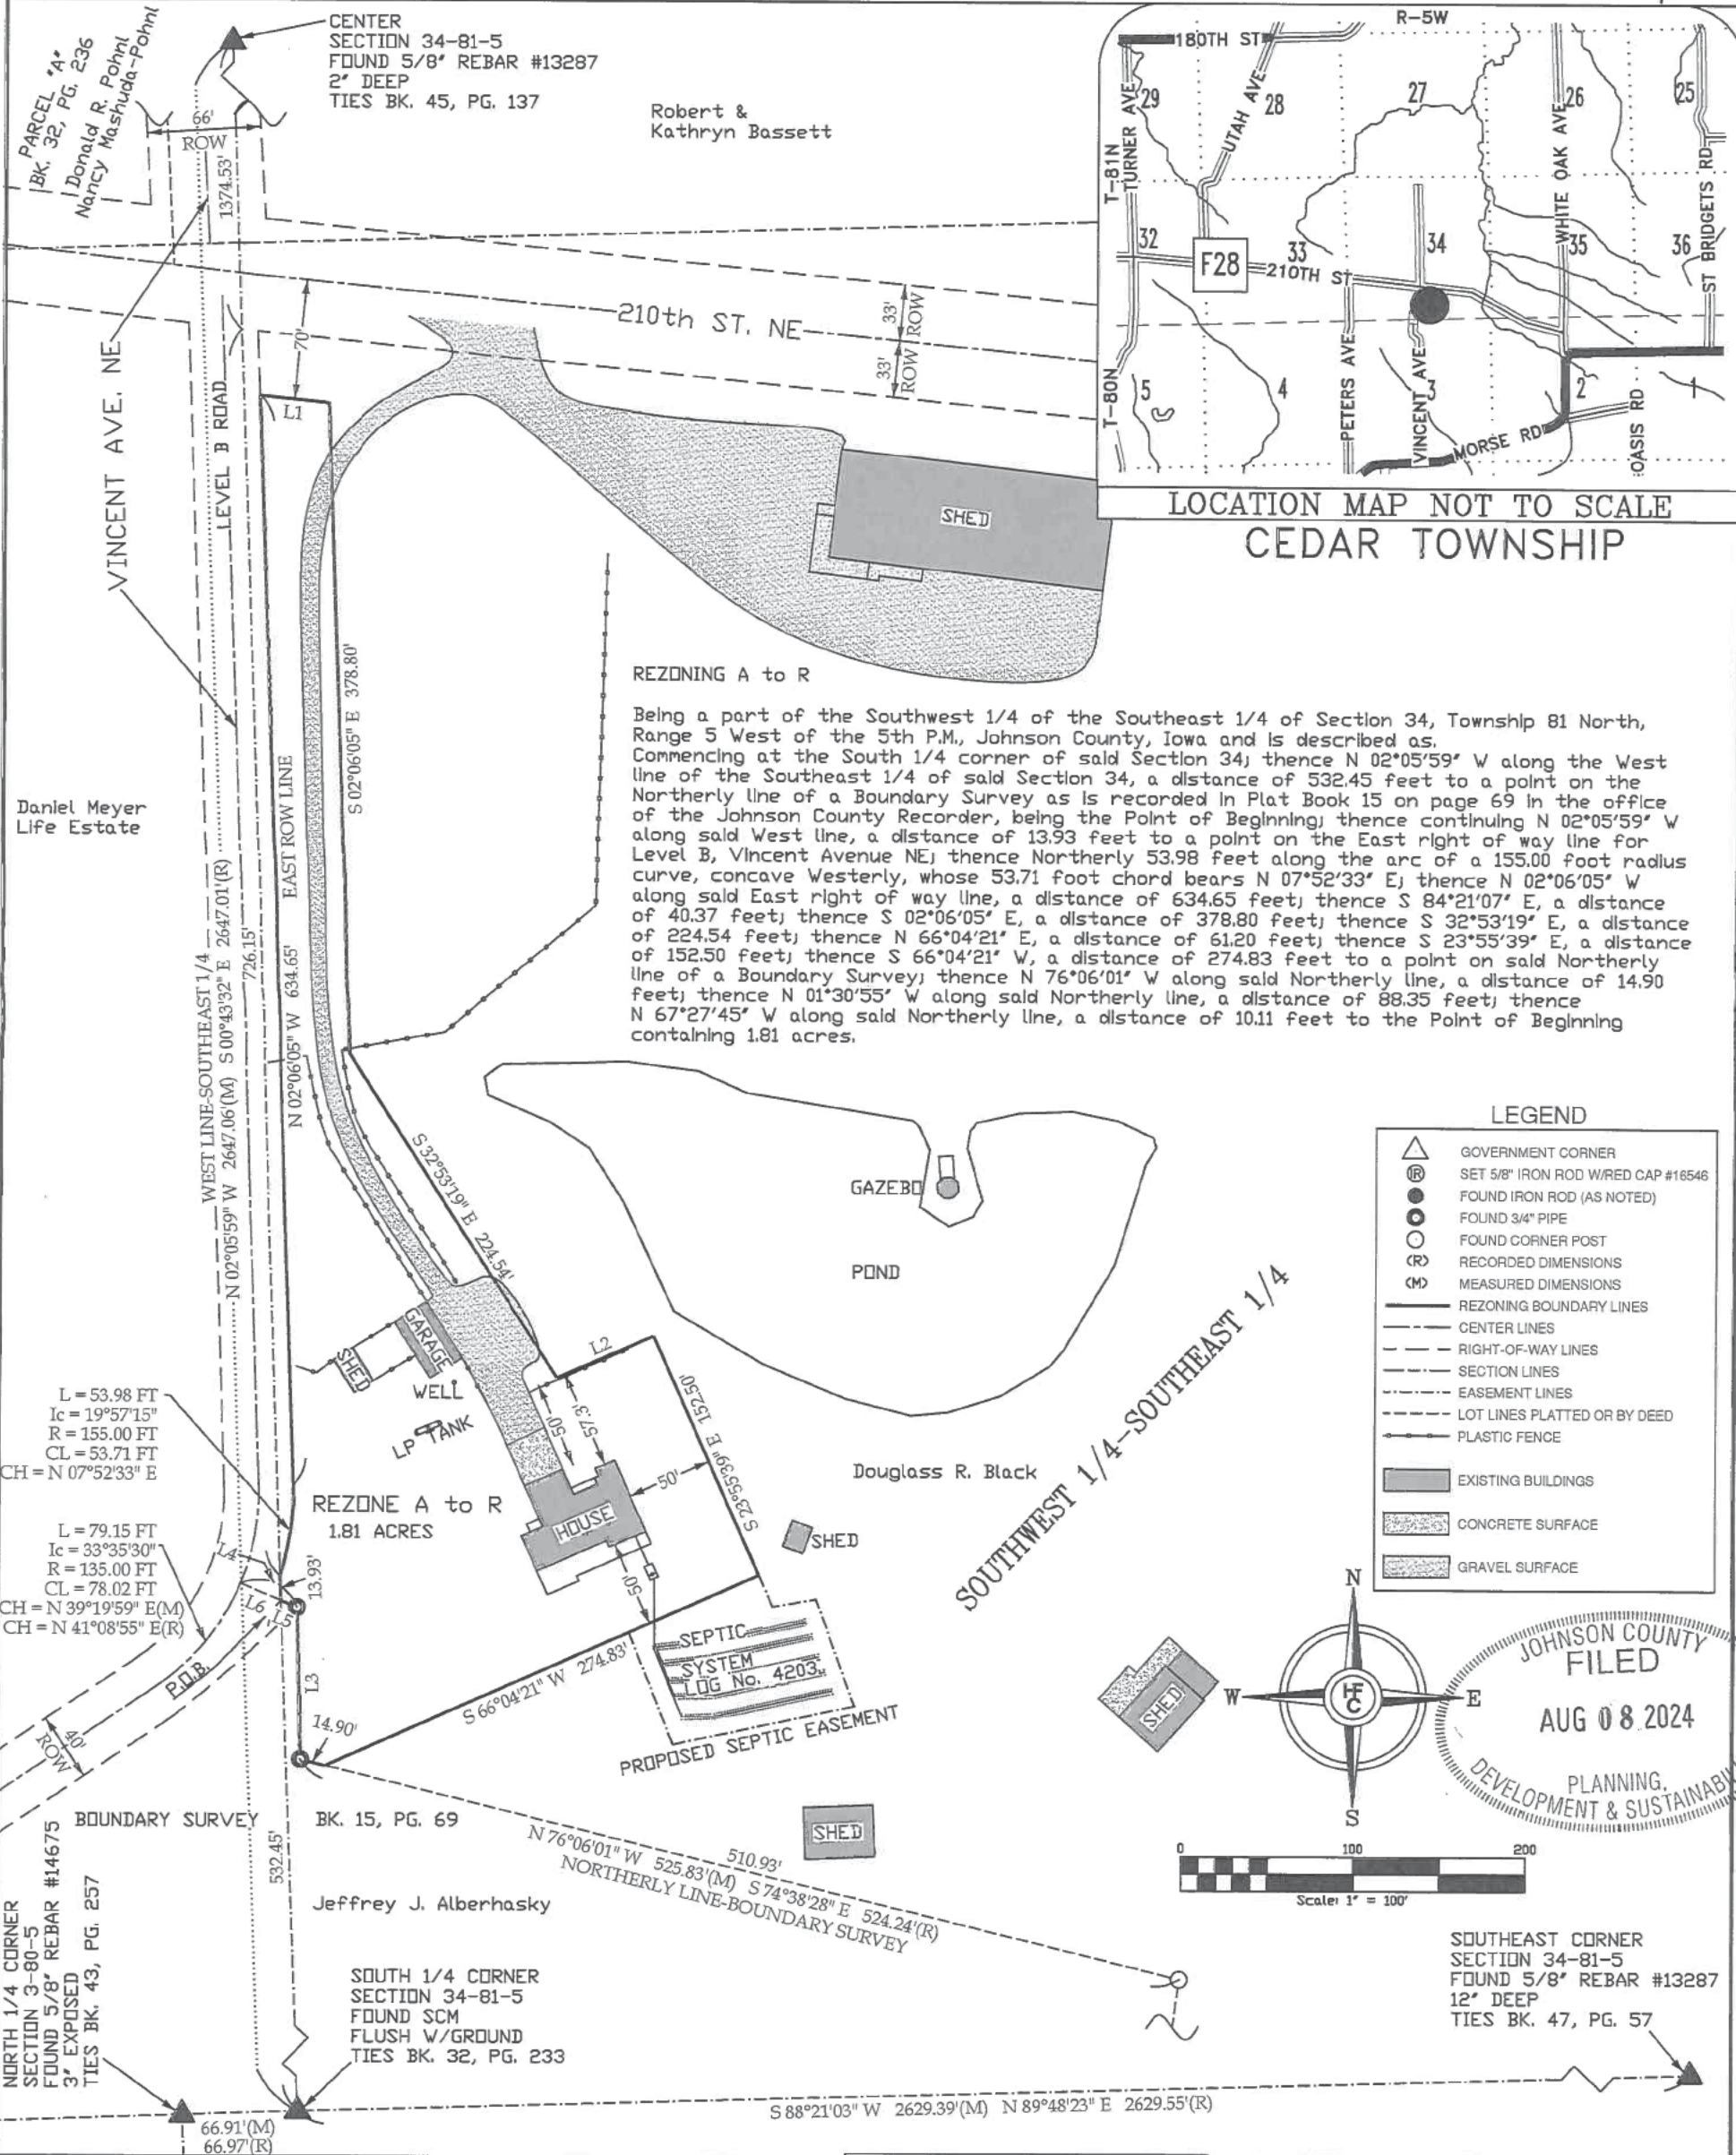 CENTER
SECTION 34-81-5
FOUND 5/8" REBAR #13287
2" DEEP
TIES BK. 45, PG. 137
PARCEL "A"
BK. 32, PG. 236
Donald R. Pohnl
Nancy Mashuda-Pohnl
66'
ROW
1374.53'
Robert &
Kathryn Bassett
R-5W
180TH ST
T-81N
TURNER AVE
29
UTAH AVE
28
27
26
WHITE OAK AVE
25
ST BRIDGETS RD
32
F28
33
210TH ST
34
35
36
T-80N
5
4
PETERS AVE
VINCENT AVE
3
MORSE RD
2
OASIS RD
1
LOCATION MAP NOT TO SCALE
CEDAR TOWNSHIP
VINCENT AVE. NE
LEVEL B ROAD
70'
L1
210th ST. NE
33'
ROW
33'
ROW
SHED
S 02°06'05" E 378.80'
EAST ROW LINE
N 02°06'05" W 634.65'
726.15'
WEST LINE-SOUTHEAST 1/4
N 02°05'59" W 2647.06'(M) S 00°43'32" E 2647.01'(R)
Daniel Meyer
Life Estate
REZONING A to R
Being a part of the Southwest 1/4 of the Southeast 1/4 of Section 34, Township 81 North,
Range 5 West of the 5th P.M., Johnson County, Iowa and is described as.
Commencing at the South 1/4 corner of said Section 34; thence N 02°05'59" W along the West
line of the Southeast 1/4 of said Section 34, a distance of 532.45 feet to a point on the
Northerly line of a Boundary Survey as is recorded in Plat Book 15 on page 69 in the office
of the Johnson County Recorder, being the Point of Beginning; thence continuing N 02°05'59" W
along said West line, a distance of 13.93 feet to a point on the East right of way line for
Level B, Vincent Avenue NE; thence Northerly 53.98 feet along the arc of a 155.00 foot radius
curve, concave Westerly, whose 53.71 foot chord bears N 07°52'33" E; thence N 02°06'05" W
along said East right of way line, a distance of 634.65 feet; thence S 84°21'07" E, a distance
of 40.37 feet; thence S 02°06'05" E, a distance of 378.80 feet; thence S 32°53'19" E, a distance
of 224.54 feet; thence N 66°04'21" E, a distance of 61.20 feet; thence S 23°55'39" E, a distance
of 152.50 feet; thence S 66°04'21" W, a distance of 274.83 feet to a point on said Northerly
line of a Boundary Survey; thence N 76°06'01" W along said Northerly line, a distance of 14.90
feet; thence N 01°30'55" W along said Northerly line, a distance of 88.35 feet; thence
N 67°27'45" W along said Northerly line, a distance of 10.11 feet to the Point of Beginning
containing 1.81 acres.
S 32°53'19" E 224.54'
GAZEBO
POND
LEGEND
GOVERNMENT CORNER
IR SET 5/8" IRON ROD W/RED CAP #16546
FOUND IRON ROD (AS NOTED)
FOUND 3/4" PIPE
FOUND CORNER POST
(R) RECORDED DIMENSIONS
(M) MEASURED DIMENSIONS
REZONING BOUNDARY LINES
CENTER LINES
RIGHT-OF-WAY LINES
SECTION LINES
EASEMENT LINES
LOT LINES PLATTED OR BY DEED
PLASTIC FENCE
EXISTING BUILDINGS
CONCRETE SURFACE
GRAVEL SURFACE
GARAGE
SHED
WELL
LP TANK
L2
50'
57.3'
S 23°55'39" E 152.50'
50'
HOUSE
50'
Douglass R. Black
SHED
SOUTHWEST 1/4-SOUTHEAST 1/4
L = 53.98 FT
Ic = 19°57'15"
R = 155.00 FT
CL = 53.71 FT
CH = N 07°52'33" E
REZONE A to R
1.81 ACRES
L = 79.15 FT
Ic = 33°35'30"
R = 135.00 FT
CL = 78.02 FT
CH = N 39°19'59" E(M)
CH = N 41°08'55" E(R)
L4
13.93'
L6
L5
L3
P.O.B.
40'
ROW
14.90'
S 66°04'21" W 274.83'
SEPTIC
SYSTEM
LOG No. 4203H
PROPOSED SEPTIC EASEMENT
SHED
N
W
E
S
HFC
JOHNSON COUNTY
FILED
AUG 08 2024
PLANNING,
DEVELOPMENT & SUSTAINABI
0 100 200
Scale: 1" = 100'
BOUNDARY SURVEY BK. 15, PG. 69
532.45'
SHED
510.93'
N 76°06'01" W 525.83'(M) S 74°38'28" E 524.24'(R)
NORTHERLY LINE-BOUNDARY SURVEY
Jeffrey J. Alberhasky
NORTH 1/4 CORNER
SECTION 3-80-5
FOUND 5/8" REBAR #14675
3" EXPOSED
TIES BK. 43, PG. 257
SOUTH 1/4 CORNER
SECTION 34-81-5
FOUND SCM
FLUSH W/GROUND
TIES BK. 32, PG. 233
SOUTHEAST CORNER
SECTION 34-81-5
FOUND 5/8" REBAR #13287
12" DEEP
TIES BK. 47, PG. 57
66.91'(M)
66.97'(R)
S 88°21'03" W 2629.39'(M) N 89°48'23" E 2629.55'(R)